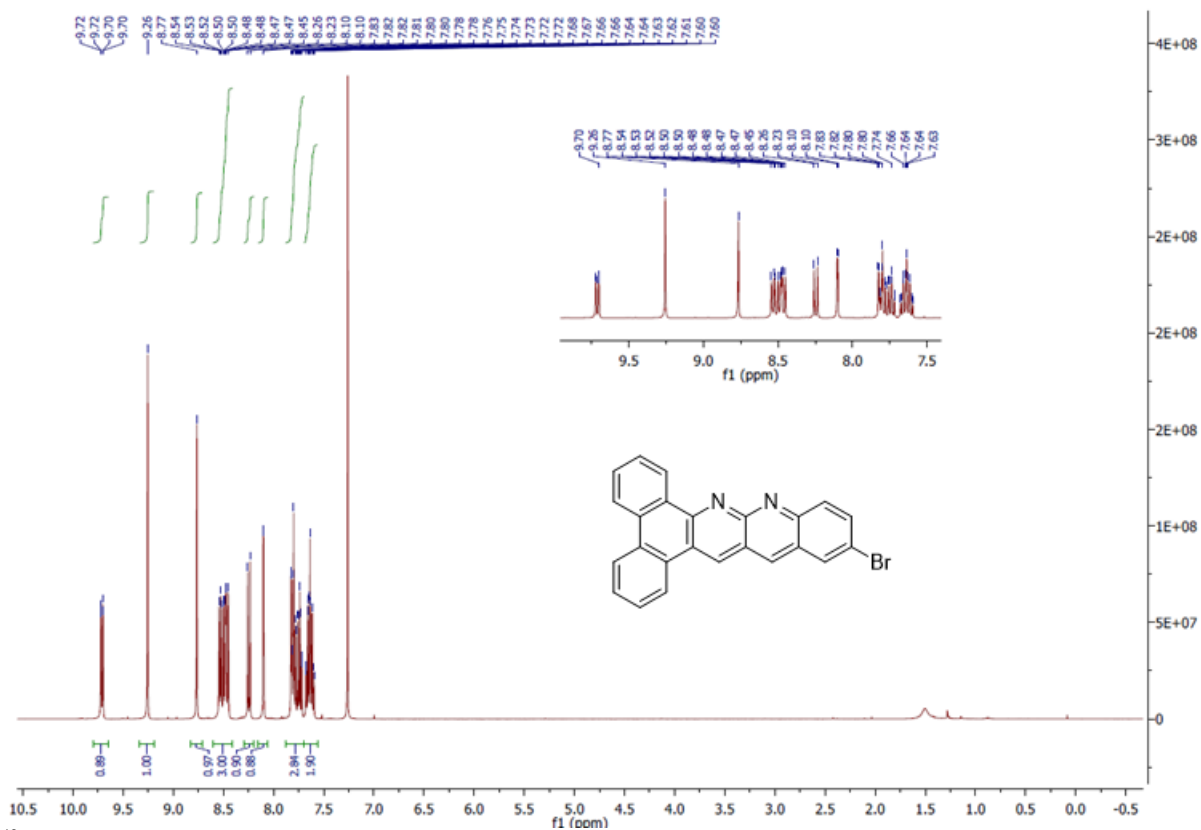 9.72 9.72 9.70 9.70 9.26 8.77 8.54 8.53 8.52 8.50 8.50 8.48 8.48 8.47 8.47 8.45 8.26 8.23 8.10 8.10 7.83 7.82 7.82 7.81 7.80 7.80 7.78 7.78 7.76 7.75 7.74 7.73 7.72 7.72 7.68 7.67 7.66 7.66 7.64 7.64 7.63 7.62 7.61 7.60 7.60
4E+08
3E+08
2E+08
2E+08
1E+08
5E+07
0
9.70 9.26 8.77 8.54 8.53 8.52 8.50 8.50 8.48 8.48 8.47 8.47 8.45 8.26 8.23 8.10 8.10 7.83 7.82 7.80 7.80 7.74 7.66 7.64 7.64 7.63
9.5 9.0 8.5 8.0 7.5
f1 (ppm)
N N
Br
0.89 1.00 0.97 3.00 0.90 0.88 2.84 1.90
10.5 10.0 9.5 9.0 8.5 8.0 7.5 7.0 6.5 6.0 5.5 5.0 4.5 4.0 3.5 3.0 2.5 2.0 1.5 1.0 0.5 0.0 -0.5
f1 (ppm)